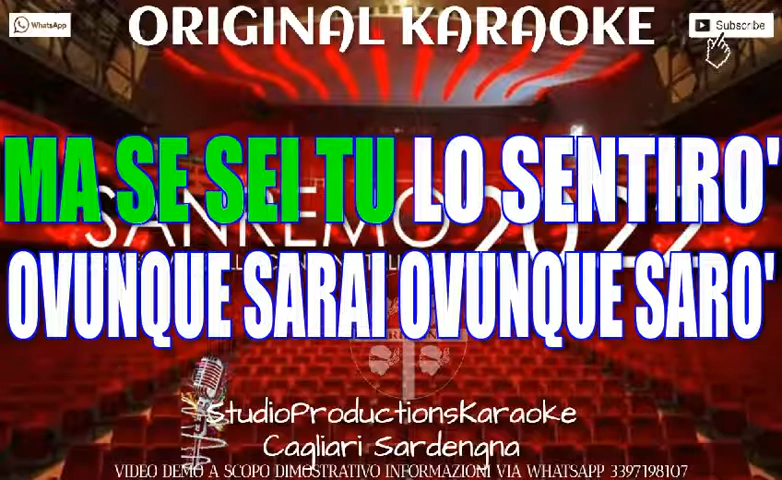 WhatsApp
ORIGINAL KARAOKE
Subscribe
MA SE SEI TU LO SENTIRO'
SANREMO 2022
OVUNQUE SARAI OVUNQUE SARO'
StudioProductionsKaraoke
Cagliari Sardengna
VIDEO DEMO A SCOPO DIMOSTRATIVO INFORMAZIONI VIA WHATSAPP 3397198107